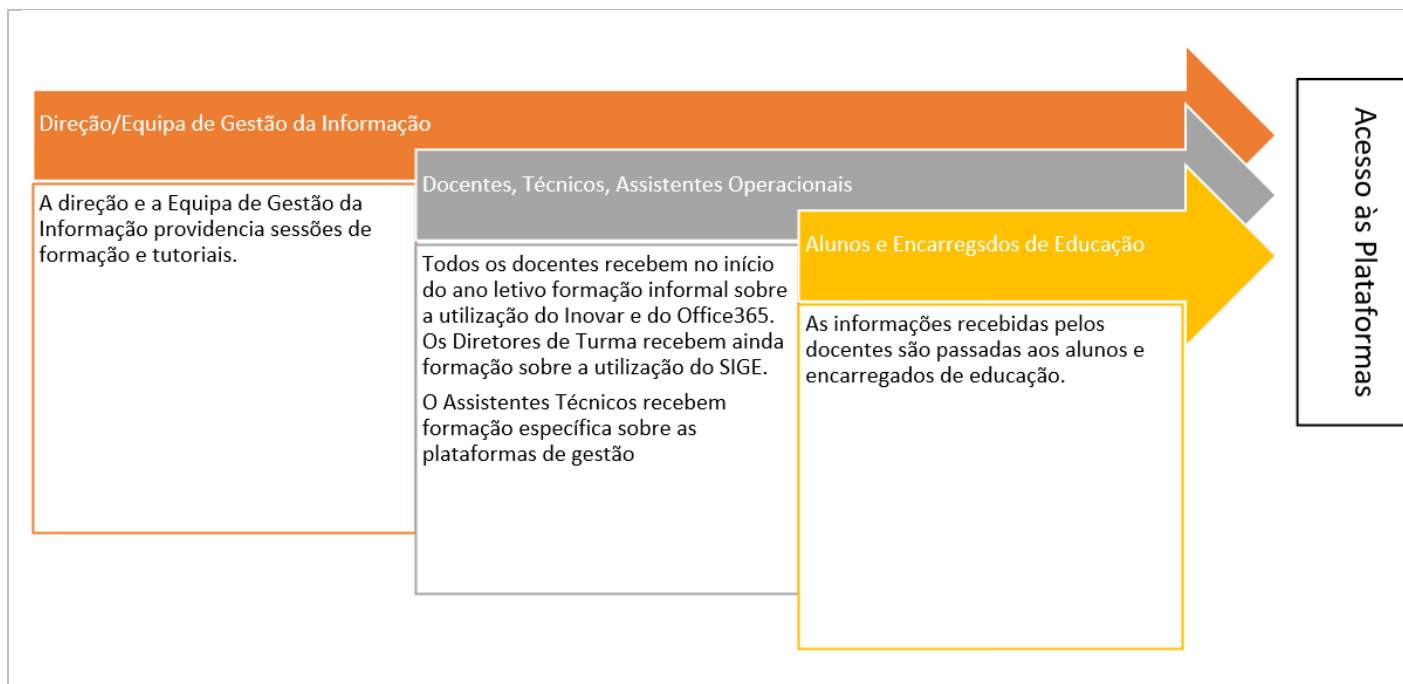 Direção/Equipa de Gestão da Informação
A direção e a Equipa de Gestão da
Informação providencia sessões de
formação e tutoriais.
Docentes, Técnicos, Assistentes Operacionais
Todos os docentes recebem no início
do ano letivo formação informal sobre
a utilização do Inovar e do Office365.
Os Diretores de Turma recebem ainda
formação sobre a utilização do SIGE.
O Assistentes Técnicos recebem
formação específica sobre as
plataformas de gestão
Alunos e Encarregsdos de Educação
As informações recebidas pelos
docentes são passadas aos alunos e
encarregados de educação.
Acesso às Plataformas